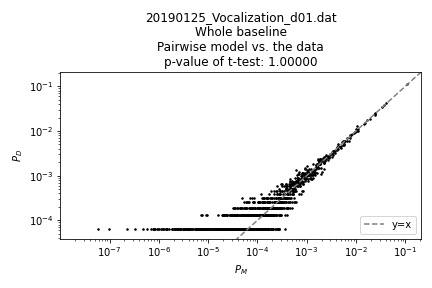 20190125_Vocalization_d01.dat
Whole baseline
Pairwise model vs. the data
p-value of t-test: 1.00000
10⁻¹
10⁻²
10⁻³
10⁻⁴
P_D
y=x
10⁻⁷ 10⁻⁶ 10⁻⁵ 10⁻⁴ 10⁻³ 10⁻² 10⁻¹
P_M